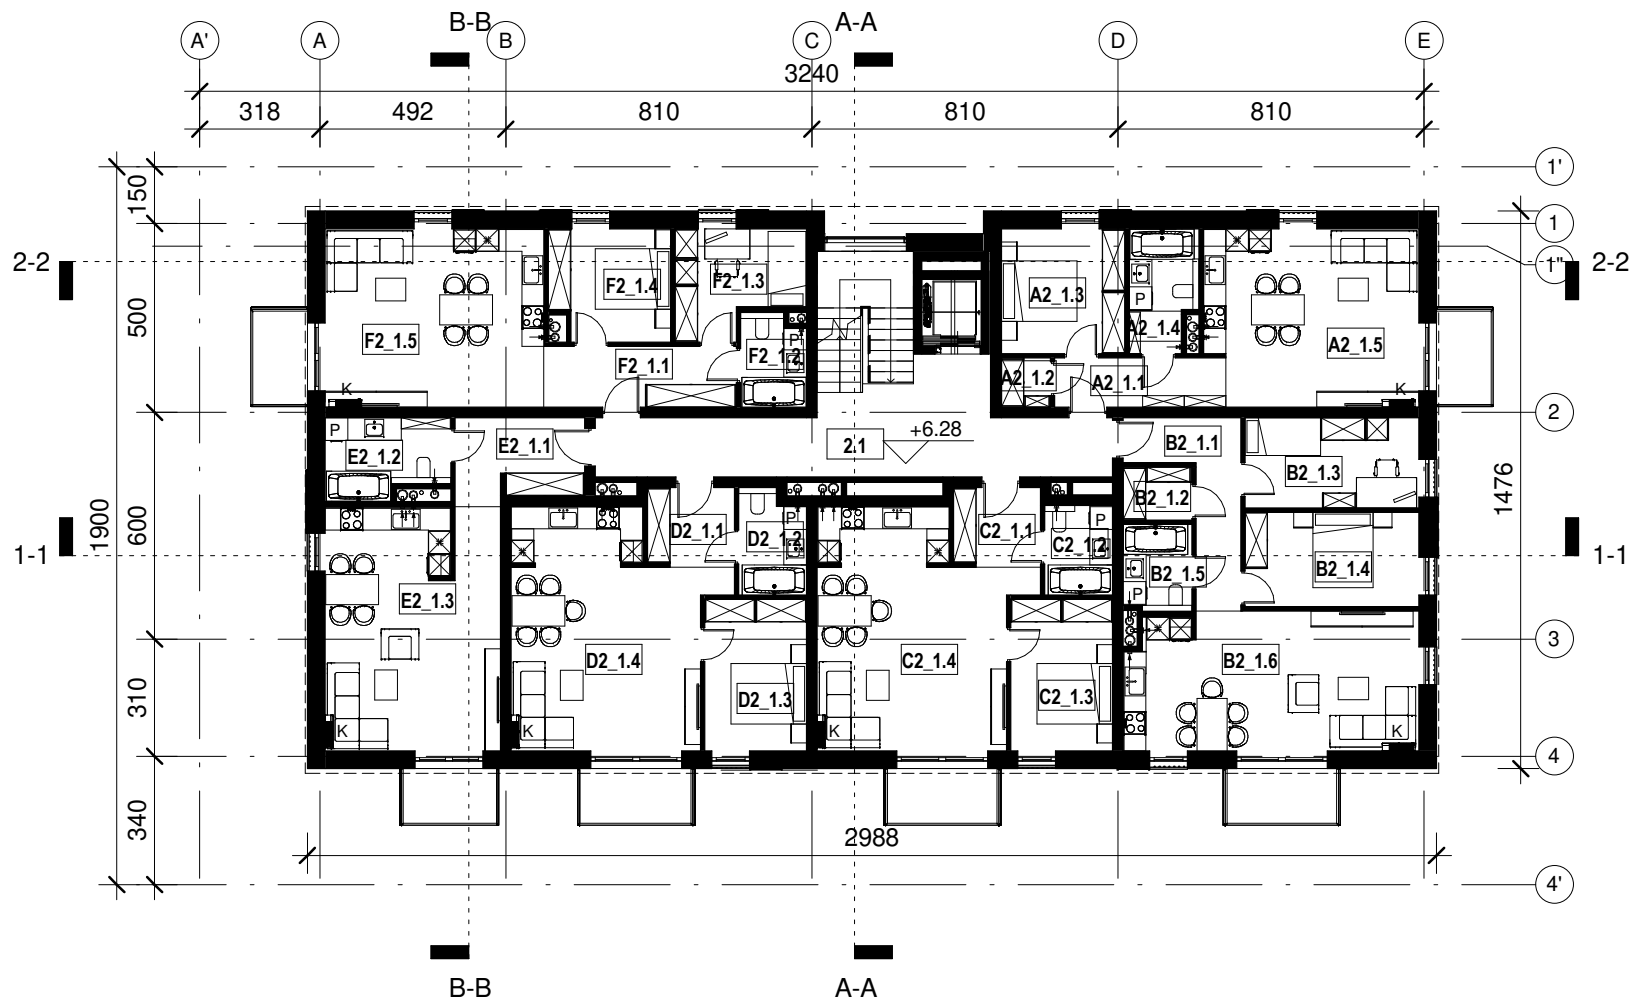 B-B
A-A
A'
A
B
C
D
E
3240
318
492
810
810
810
1'
150
1
2-2
1"
2-2
F2_1.4
F2_1.3
A2_1.3
P
500
F2_1.5
F2_1.2
P
A2_1.4
A2_1.5
F2_1.1
A2_1.2
A2_1.1
K
K
2
P
E2_1.1
2.1
+6.28
B2_1.1
E2_1.2
B2_1.3
1476
B2_1.2
1900
600
D2_1.1
D2_1.2
P
C2_1.1
C2_1.2
P
1-1
1-1
B2_1.5
B2_1.4
E2_1.3
P
3
D2_1.4
C2_1.4
B2_1.6
310
D2_1.3
C2_1.3
K
K
K
K
4
340
2988
4'
B-B
A-A